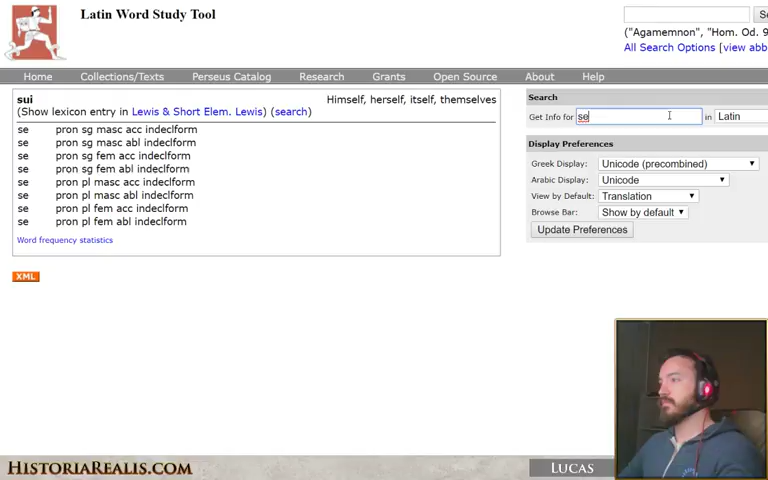 Latin Word Study Tool
("Agamemnon", "Hom. Od. 9
All Search Options [view abb
Home Collections/Texts Perseus Catalog Research Grants Open Source About Help
sui Himself, herself, itself, themselves
(Show lexicon entry in Lewis & Short Elem. Lewis) (search)
se pron sg masc acc indeclform
se pron sg masc abl indeclform
se pron sg fem acc indeclform
se pron sg fem abl indeclform
se pron pl masc acc indeclform
se pron pl masc abl indeclform
se pron pl fem acc indeclform
se pron pl fem abl indeclform
Word frequency statistics
XML
Search
Get Info for se in Latin
Display Preferences
Greek Display: Unicode (precombined)
Arabic Display: Unicode
View by Default: Translation
Browse Bar: Show by default
Update Preferences
HISTORIAREALIS.COM
LUCAS